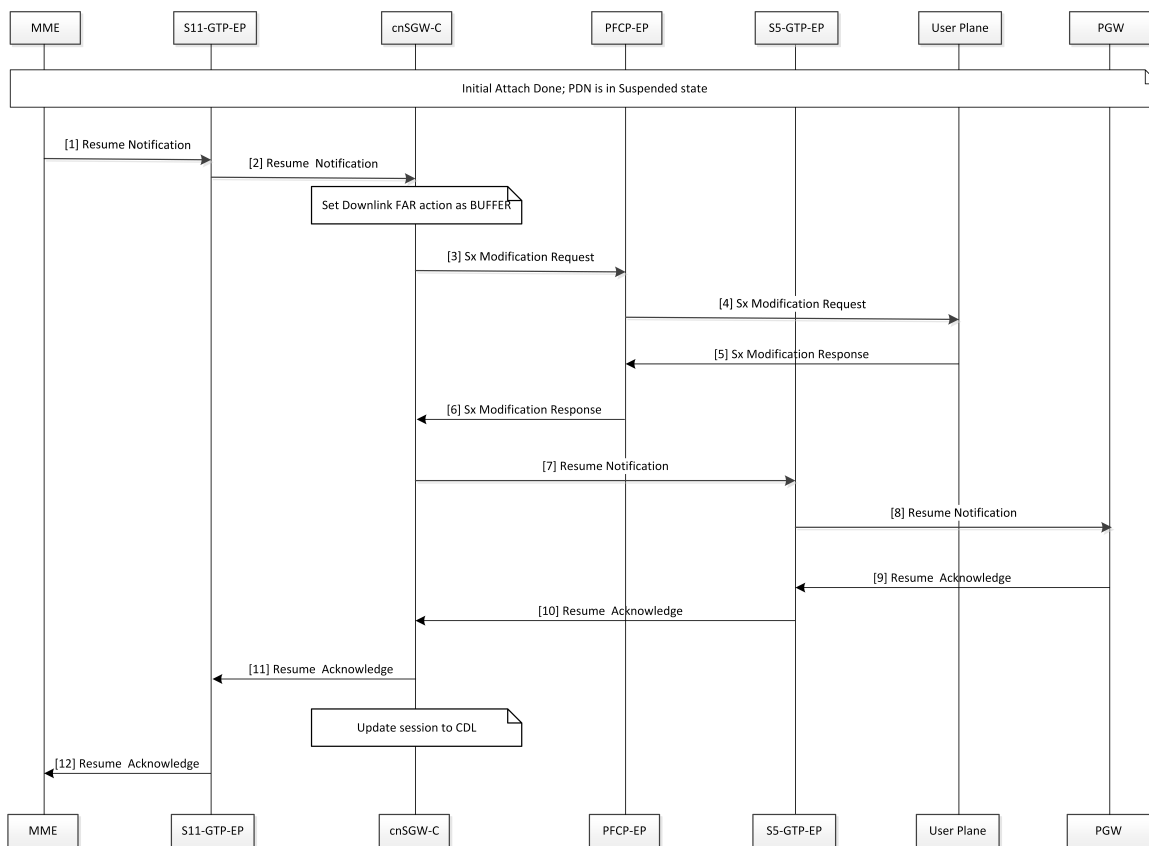 MME
S11-GTP-EP
cnSGW-C
PFCP-EP
S5-GTP-EP
User Plane
PGW
Initial Attach Done; PDN is in Suspended state
[1] Resume Notification
[2] Resume  Notification
Set Downlink FAR action as BUFFER
[3] Sx Modification Request
[4] Sx Modification Request
[5] Sx Modification Response
[6] Sx Modification Response
[7] Resume Notification
[8] Resume Notification
[9] Resume  Acknowledge
[10] Resume  Acknowledge
[11] Resume  Acknowledge
Update session to CDL
[12] Resume  Acknowledge
MME
S11-GTP-EP
cnSGW-C
PFCP-EP
S5-GTP-EP
User Plane
PGW